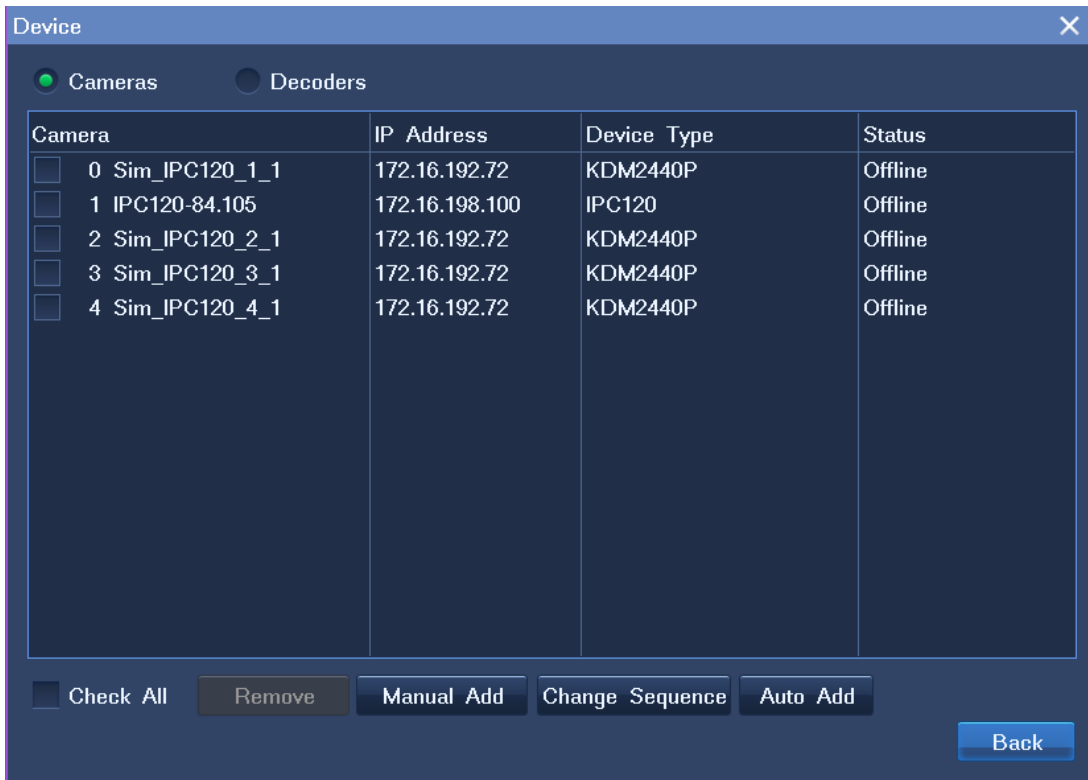 Device
Cameras Decoders
Camera IP Address Device Type Status
0 Sim_IPC120_1_1 172.16.192.72 KDM2440P Offline
1 IPC120-84.105 172.16.198.100 IPC120 Offline
2 Sim_IPC120_2_1 172.16.192.72 KDM2440P Offline
3 Sim_IPC120_3_1 172.16.192.72 KDM2440P Offline
4 Sim_IPC120_4_1 172.16.192.72 KDM2440P Offline
Check All Remove Manual Add Change Sequence Auto Add
Back